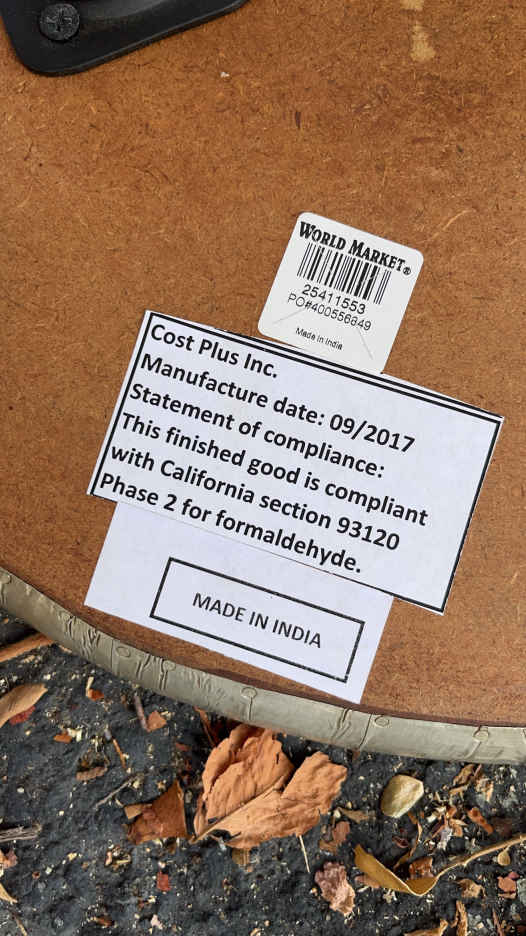 WORLD MARKET®
25411553
PO#400556849
Made in India
Cost Plus Inc.
Manufacture date: 09/2017
Statement of compliance:
This finished good is compliant
with California section 93120
Phase 2 for formaldehyde.
MADE IN INDIA